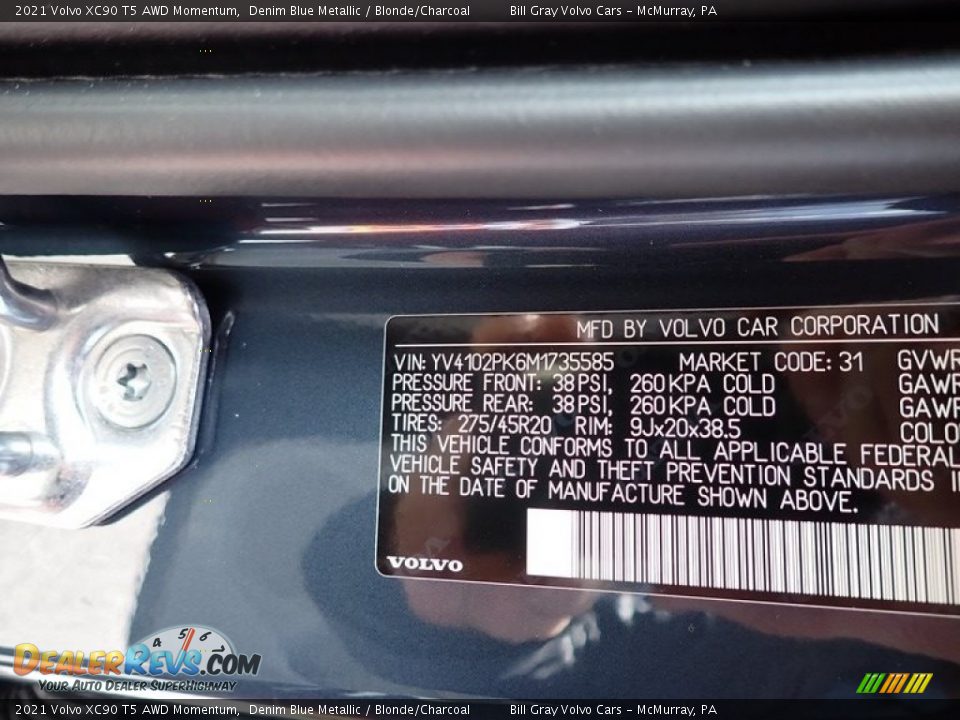 2021 Volvo XC90 T5 AWD Momentum, Denim Blue Metallic / Blonde/Charcoal Bill Gray Volvo Cars - McMurray, PA
MFD BY VOLVO CAR CORPORATION
VIN: YV4102PK6M1735585 MARKET CODE: 31 GVWR
PRESSURE FRONT: 38 PSI, 260 KPA COLD GAWR
PRESSURE REAR: 38 PSI, 260 KPA COLD GAWR
TIRES: 275/45R20 RIM: 9Jx20x38.5 COLO
THIS VEHICLE CONFORMS TO ALL APPLICABLE FEDERAL
VEHICLE SAFETY AND THEFT PREVENTION STANDARDS I
ON THE DATE OF MANUFACTURE SHOWN ABOVE.
VOLVO
4 5 6
DEALERREVS.COM
YOUR AUTO DEALER SUPERHIGHWAY
2021 Volvo XC90 T5 AWD Momentum, Denim Blue Metallic / Blonde/Charcoal Bill Gray Volvo Cars - McMurray, PA